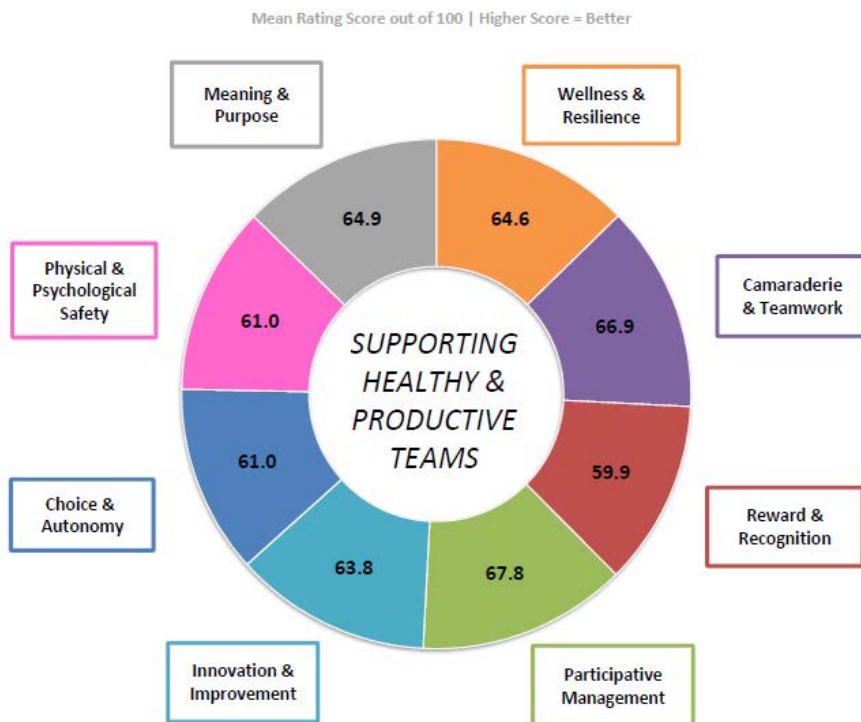 Mean Rating Score out of 100 | Higher Score = Better
Meaning &
Purpose
Wellness &
Resilience
64.9
64.6
Physical &
Psychological
Safety
61.0
Camaraderie
& Teamwork
66.9
SUPPORTING
HEALTHY &
PRODUCTIVE
TEAMS
Choice &
Autonomy
61.0
59.9
Reward &
Recognition
63.8
67.8
Innovation &
Improvement
Participative
Management